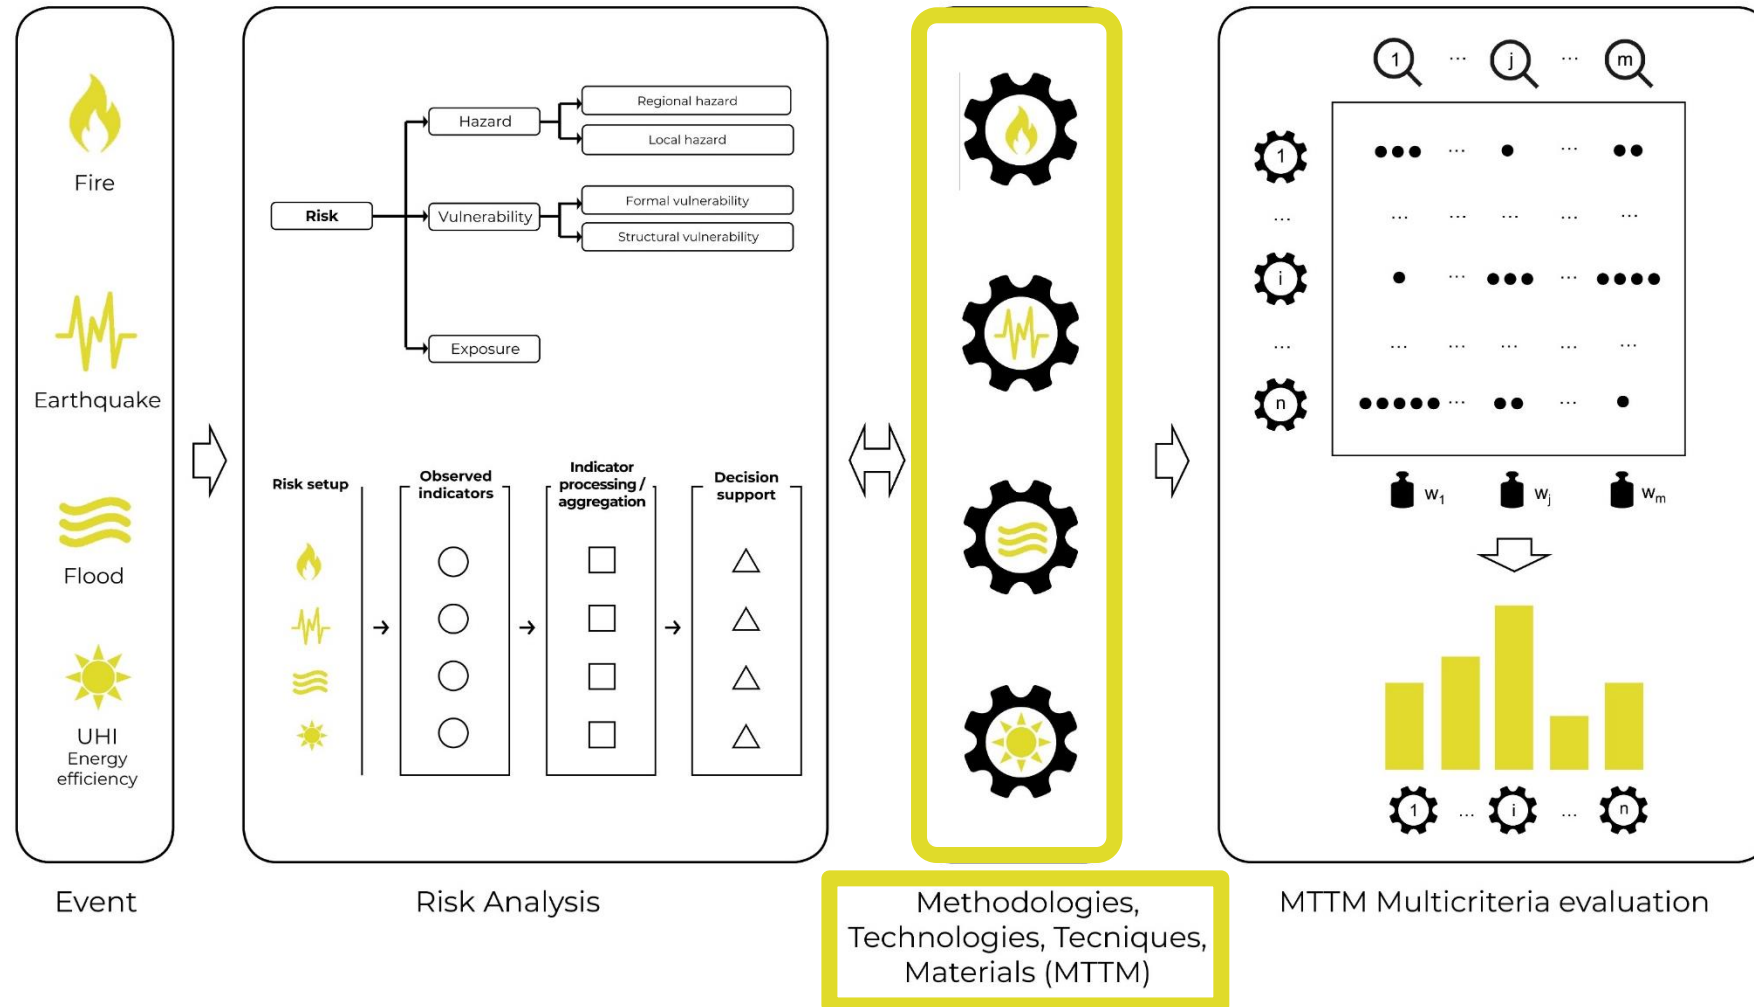 Fire
Earthquake
Flood
UHI
Energy
efficiency
Event
Risk
Hazard
Regional hazard
Local hazard
Vulnerability
Formal vulnerability
Structural vulnerability
Exposure
Risk setup
Observed
indicators
Indicator
processing /
aggregation
Decision
support
Risk Analysis
Methodologies,
Technologies, Tecniques,
Materials (MTTM)
1 ... j ... m
1 ... ...
... ... ... ... ... ...
i ... ...
... ... ... ... ... ...
n ... ...
w1 wj wm
1 ... i ... n
MTTM Multicriteria evaluation